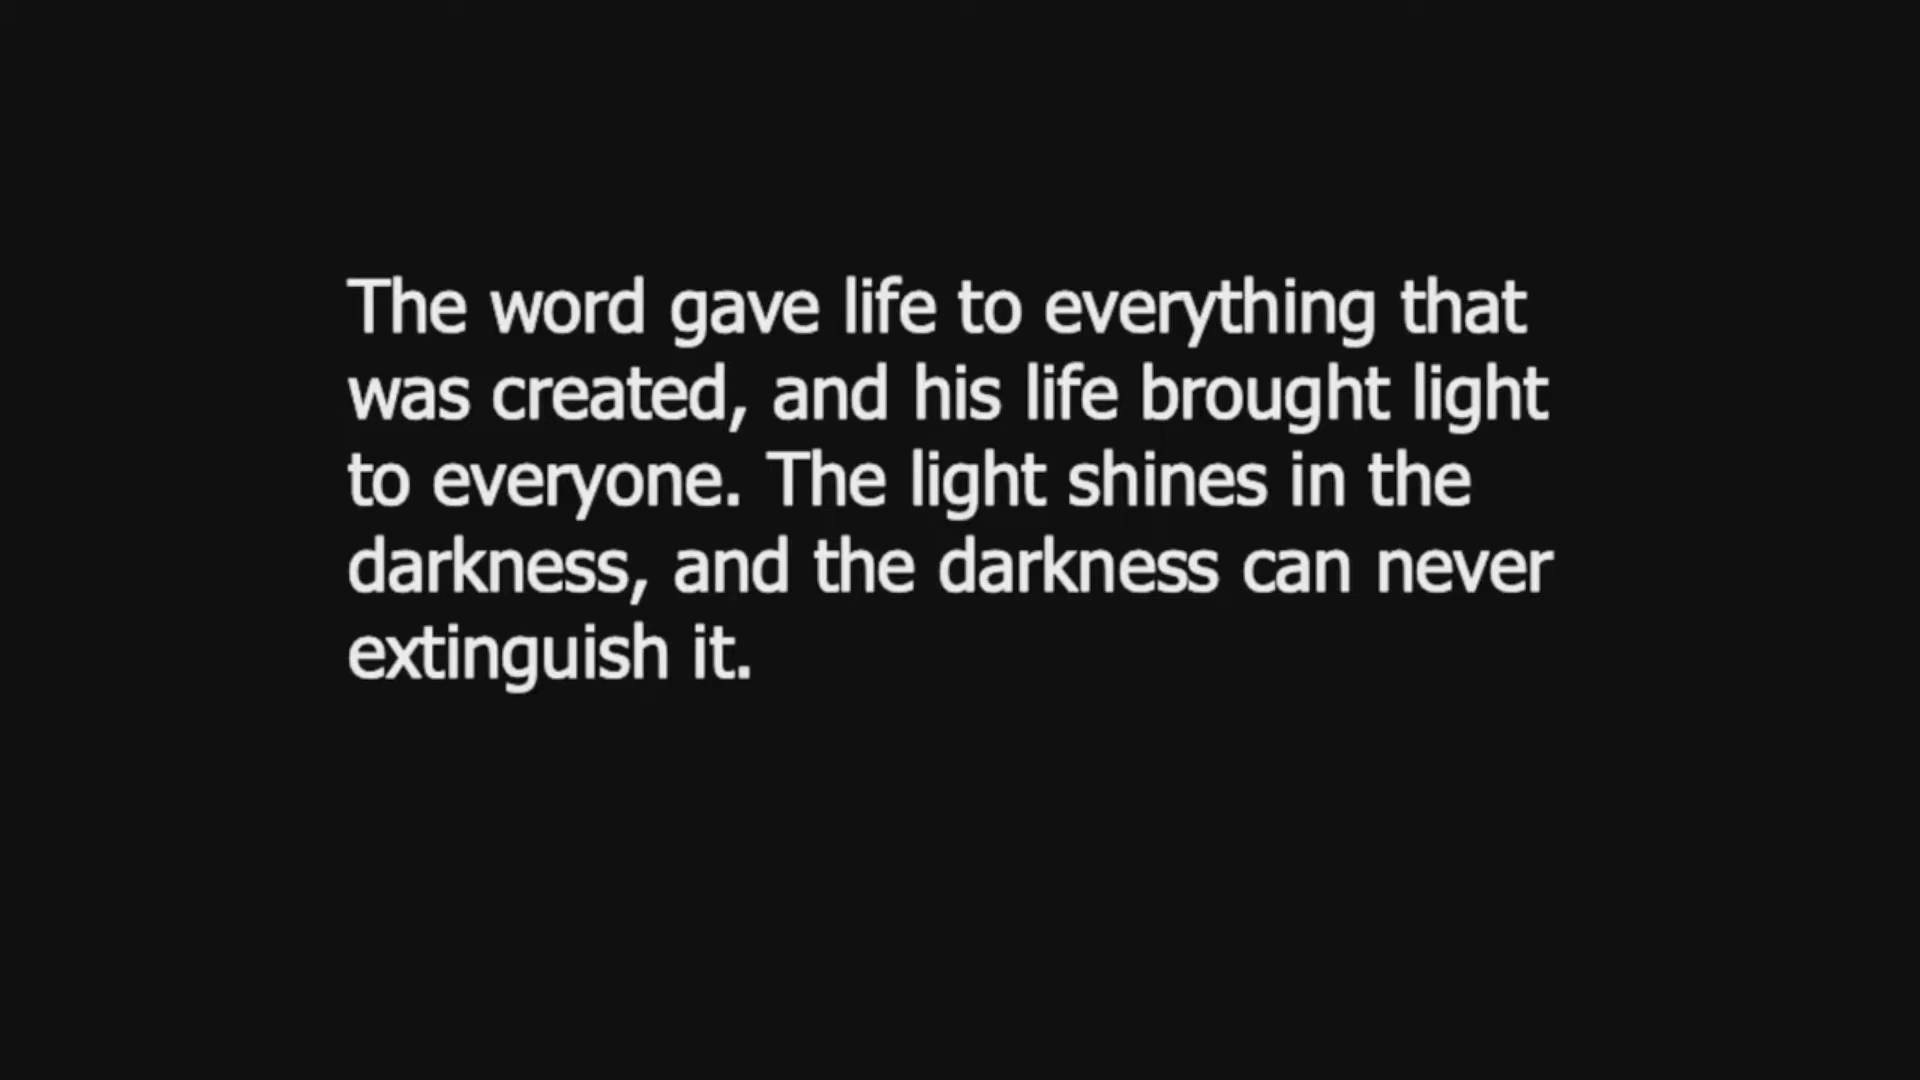 The word gave life to everything that
was created, and his life brought light
to everyone. The light shines in the
darkness, and the darkness can never
extinguish it.